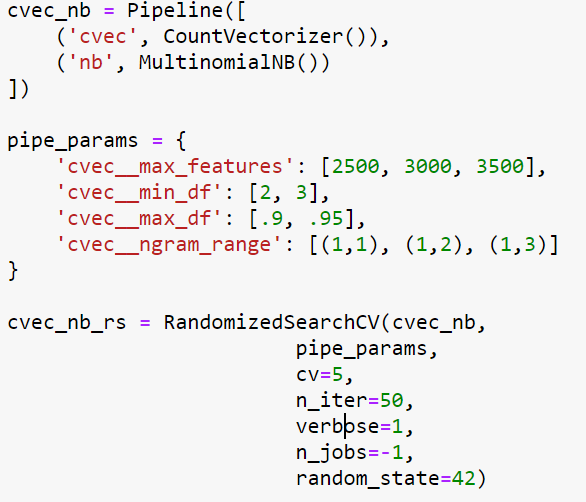 cvec_nb = Pipeline([
    ('cvec', CountVectorizer()),
    ('nb', MultinomialNB())
])
pipe_params = {
    'cvec__max_features': [2500, 3000, 3500],
    'cvec__min_df': [2, 3],
    'cvec__max_df': [.9, .95],
    'cvec__ngram_range': [(1,1), (1,2), (1,3)]
}
cvec_nb_rs = RandomizedSearchCV(cvec_nb,
                        pipe_params,
                        cv=5,
                        n_iter=50,
                        verbose=1,
                        n_jobs=-1,
                        random_state=42)